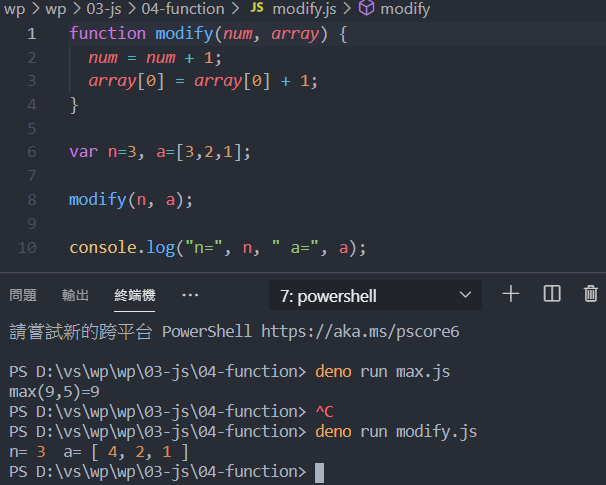 wp > wp > 03-js > 04-function > JS modify.js > modify
1 function modify(num, array) {
2   num = num + 1;
3   array[0] = array[0] + 1;
4 }
5
6 var n=3, a=[3,2,1];
7
8 modify(n, a);
9
10 console.log("n=", n, " a=", a);
問題 輸出 終端機 ··· 7: powershell
請嘗試新的跨平台 PowerShell https://aka.ms/pscore6
PS D:\vs\wp\wp\03-js\04-function> deno run max.js
max(9,5)=9
PS D:\vs\wp\wp\03-js\04-function> ^C
PS D:\vs\wp\wp\03-js\04-function> deno run modify.js
n= 3  a= [ 4, 2, 1 ]
PS D:\vs\wp\wp\03-js\04-function>